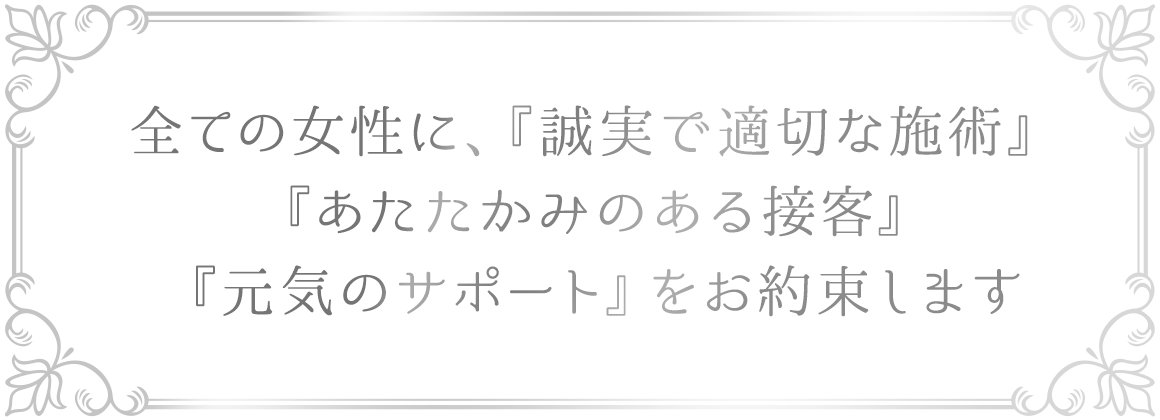 全ての女性に、『誠実で適切な施術』
『あたたかみのある接客』
『元気のサポート』をお約束します